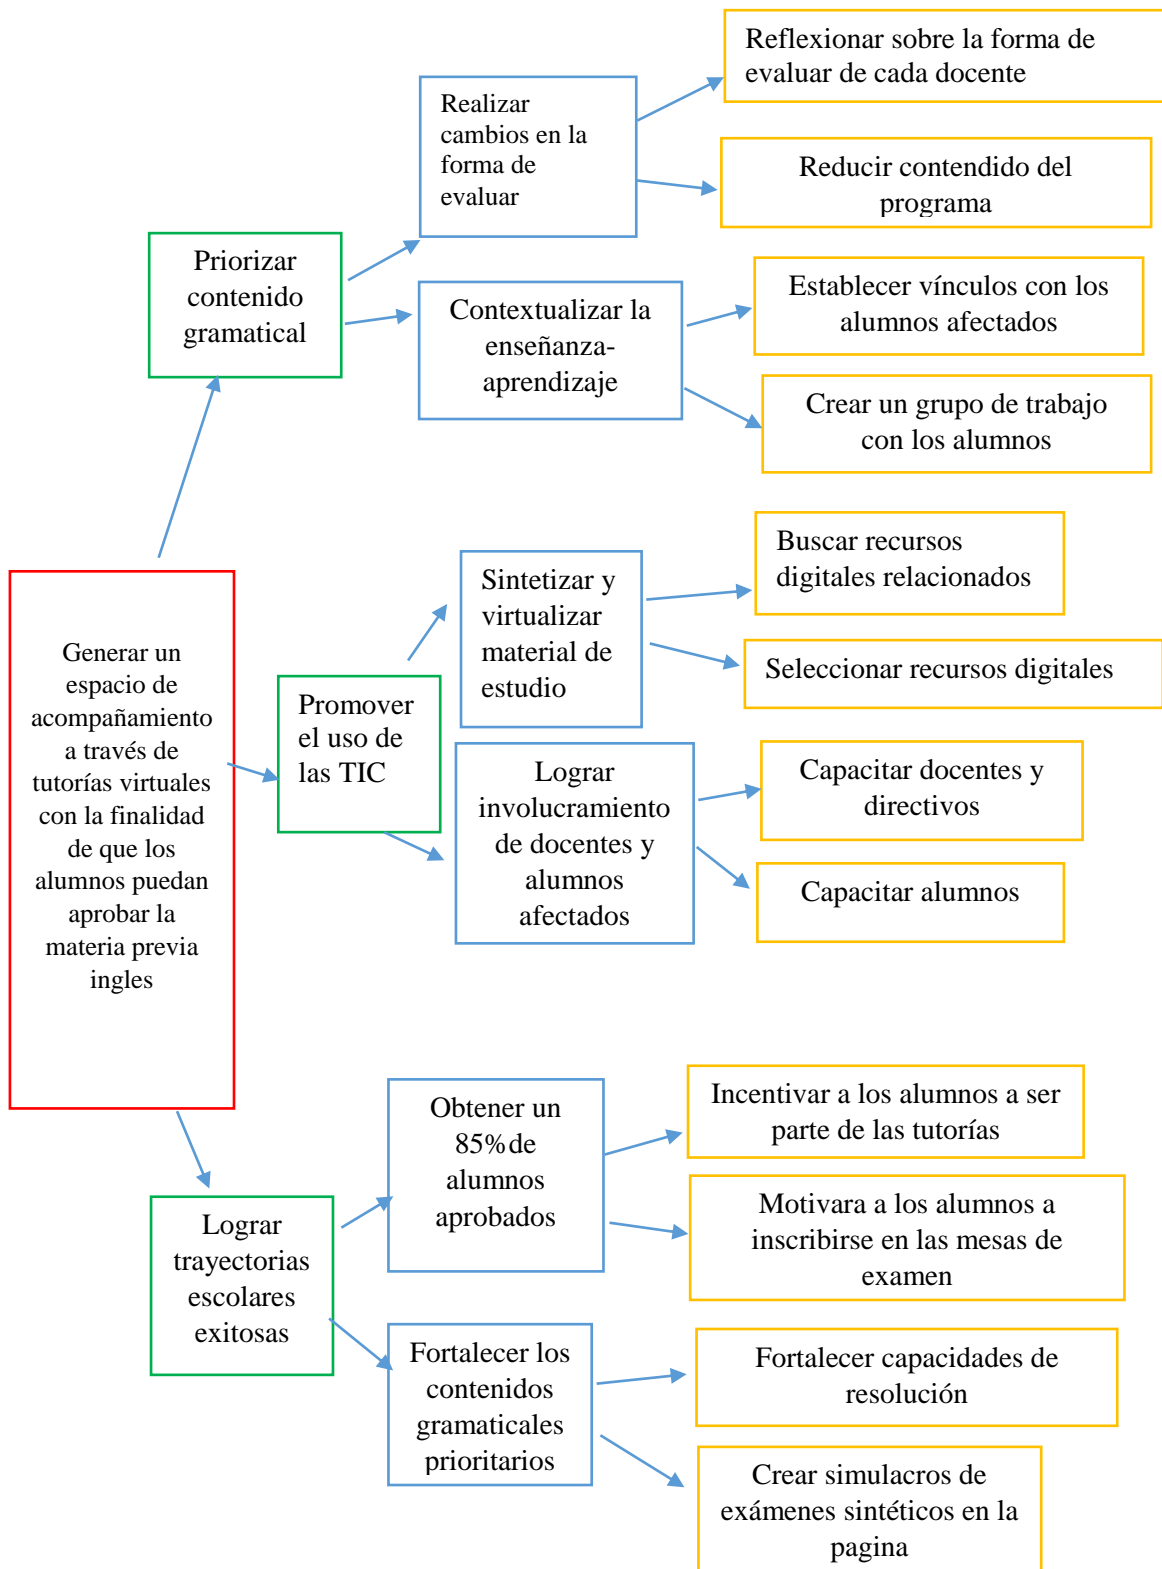 Generar un
espacio de
acompañamiento
a través de
tutorías virtuales
con la finalidad
de que los
alumnos puedan
aprobar la
materia previa
ingles
Priorizar
contenido
gramatical
Realizar
cambios en la
forma de
evaluar
Reflexionar sobre la forma de
evaluar de cada docente
Reducir contendido del
programa
Contextualizar la
enseñanza-
aprendizaje
Establecer vínculos con los
alumnos afectados
Crear un grupo de trabajo
con los alumnos
Promover
el uso de
las TIC
Sintetizar y
virtualizar
material de
estudio
Buscar recursos
digitales relacionados
Seleccionar recursos digitales
Lograr
involucramiento
de docentes y
alumnos
afectados
Capacitar docentes y
directivos
Capacitar alumnos
Lograr
trayectorias
escolares
exitosas
Obtener un
85% de
alumnos
aprobados
Incentivar a los alumnos a ser
parte de las tutorías
Motivara a los alumnos a
inscribirse en las mesas de
examen
Fortalecer los
contenidos
gramaticales
prioritarios
Fortalecer capacidades de
resolución
Crear simulacros de
exámenes sintéticos en la
pagina